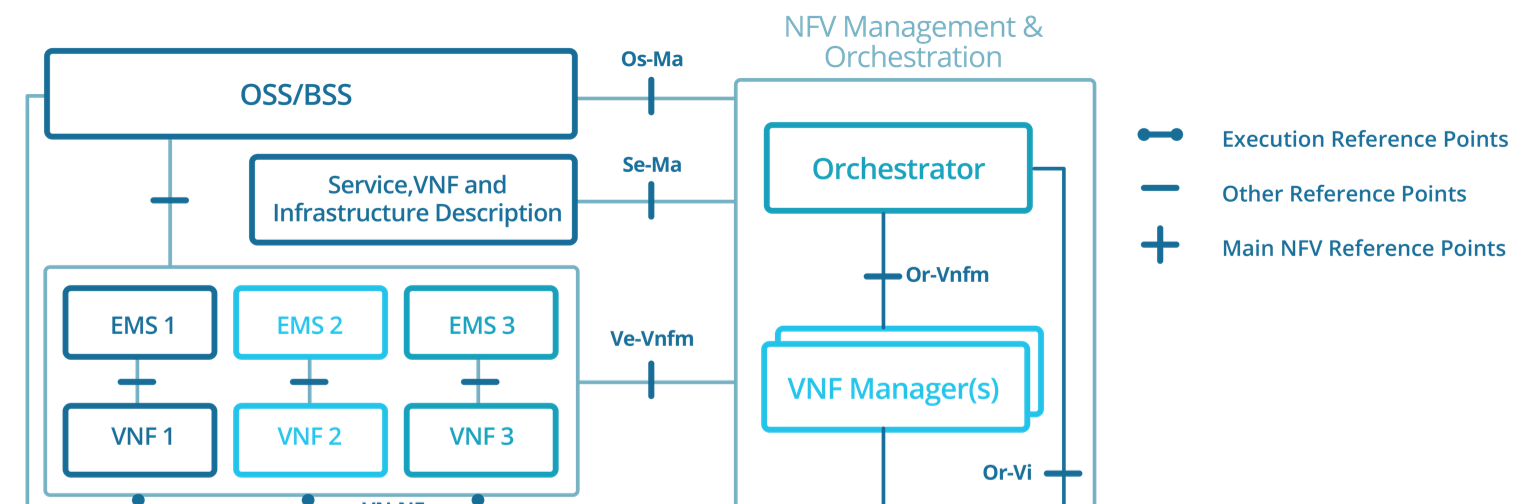 NFV Management &
Orchestration
Os-Ma
OSS/BSS
Se-Ma
Service,VNF and
Infrastructure Description
Orchestrator
Execution Reference Points
Other Reference Points
Main NFV Reference Points
Or-Vnfm
EMS 1
EMS 2
EMS 3
Ve-Vnfm
VNF Manager(s)
VNF 1
VNF 2
VNF 3
Or-Vi